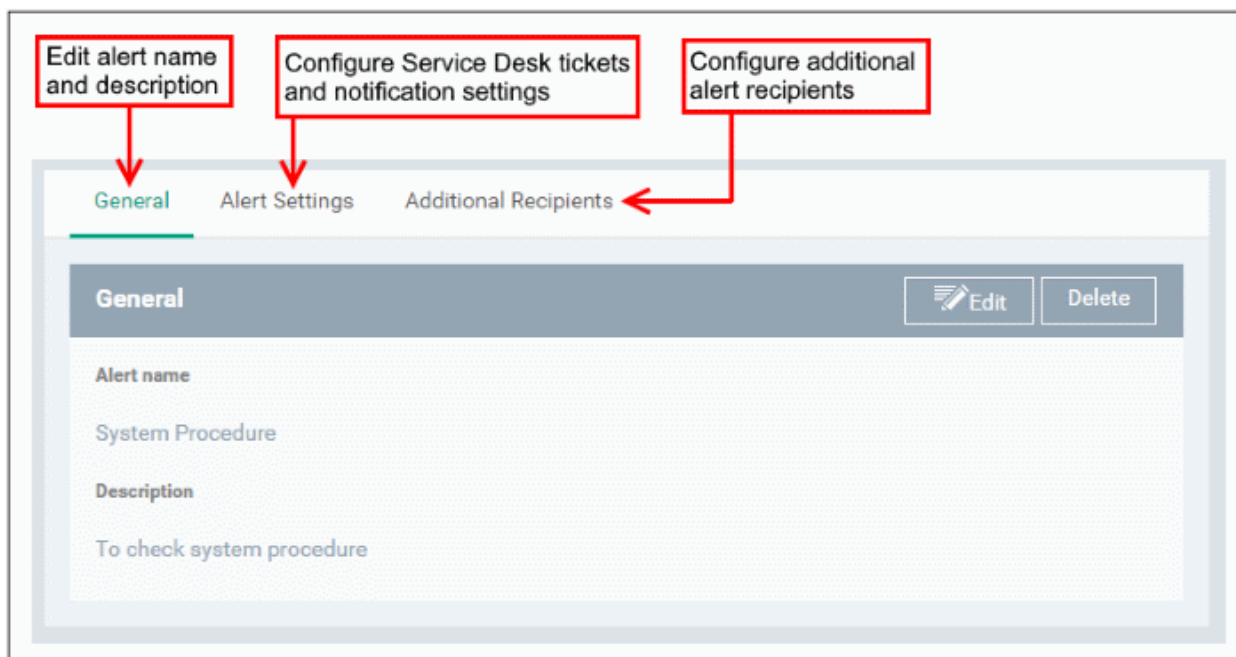 Edit alert name
and description
Configure Service Desk tickets
and notification settings
Configure additional
alert recipients
General
Alert Settings
Additional Recipients
General
Edit
Delete
Alert name
System Procedure
Description
To check system procedure